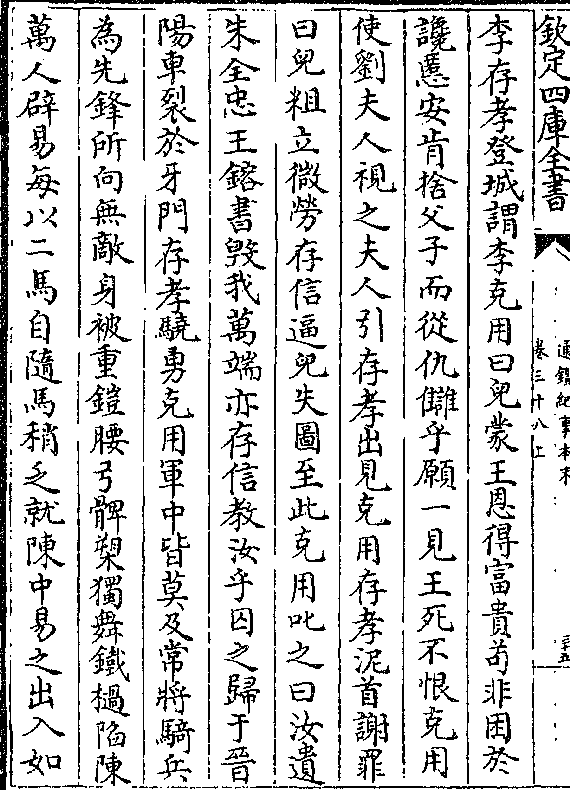 欽定四庫全書
通鑑紀事本末
卷三十八上
三五
李存孝登城謂李克用曰兒蒙王恩得富貴苟非困於
讒慝安肯捨父子而從仇讎乎願一見王死不恨克用
使劉夫人視之夫人引存孝出見克用存孝泥首謝罪
曰兒粗立微勞存信逼兒失圖至此克用叱之曰汝遺
朱全忠王鎔書毁我萬端亦存信教汝乎囚之歸于晉
陽車裂於牙門存孝驍勇克用軍中皆莫及常將騎兵
為先鋒所向無敵身被重鎧腰弓髀槊獨舞鐵檛陷陳
萬人辟易每以二馬自隨馬稍乏就陳中易之出入如